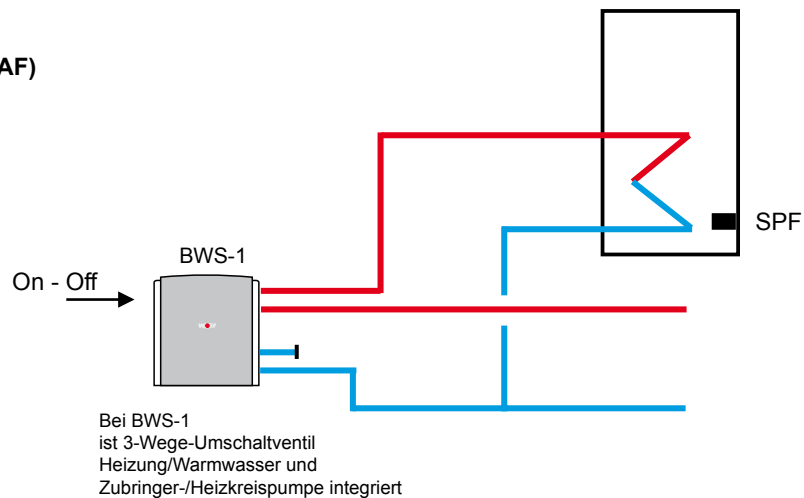 AF)
SPF
BWS-1
On - Off
Bei BWS-1
ist 3-Wege-Umschaltventil
Heizung/Warmwasser und
Zubringer-/Heizkreispumpe integriert